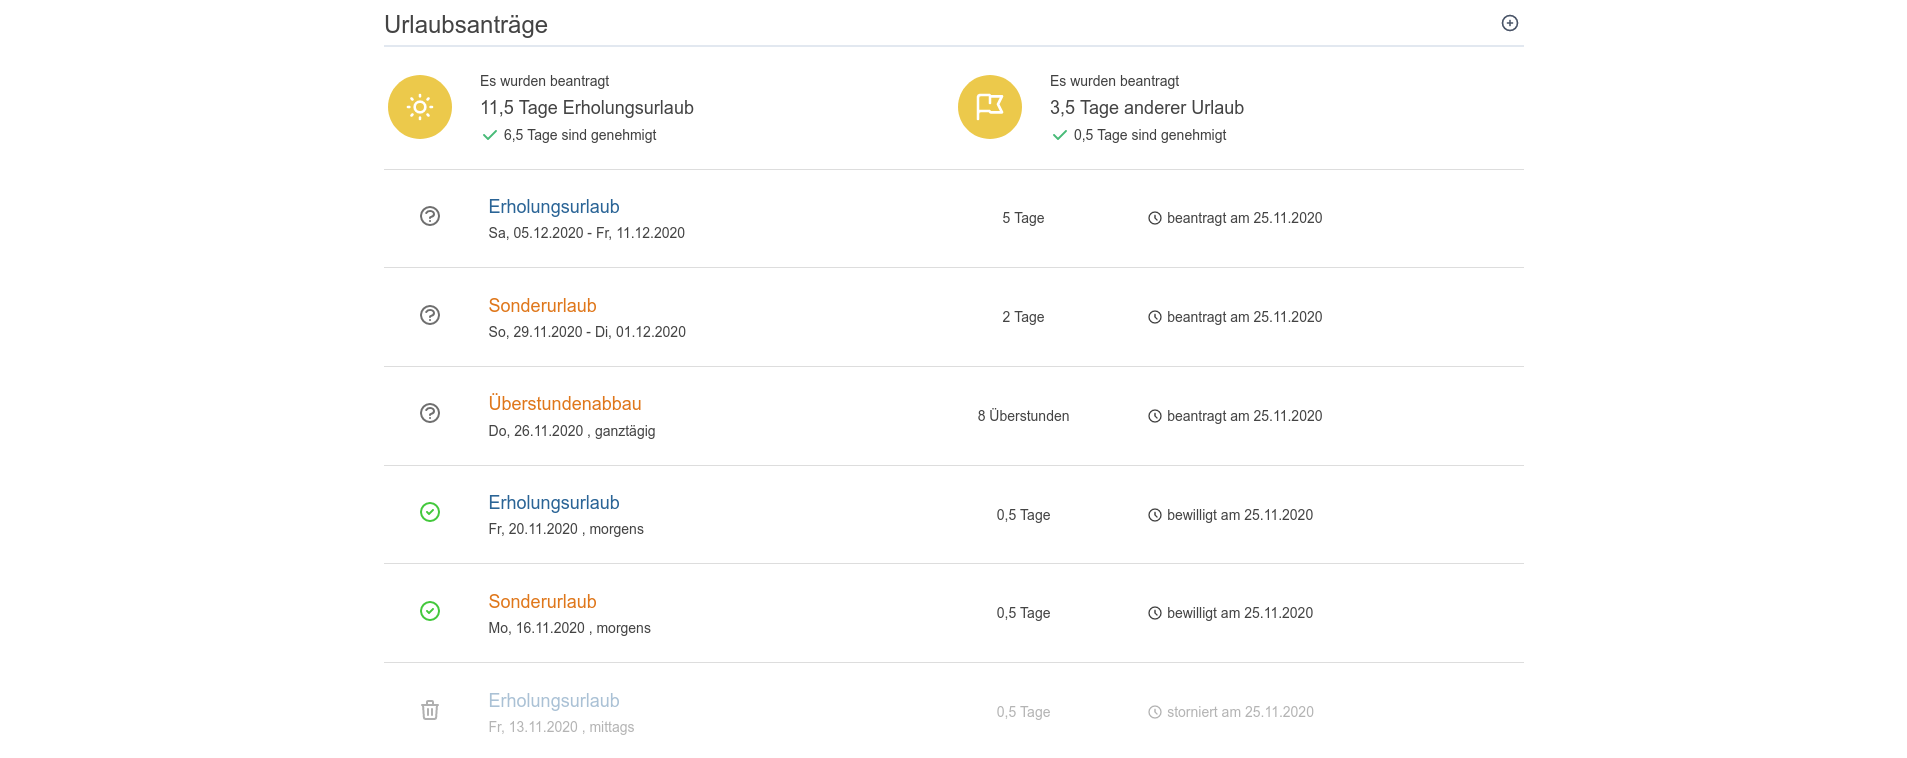 Urlaubsanträge
Es wurden beantragt
11,5 Tage Erholungsurlaub
6,5 Tage sind genehmigt
Es wurden beantragt
3,5 Tage anderer Urlaub
0,5 Tage sind genehmigt
Erholungsurlaub
Sa, 05.12.2020 - Fr, 11.12.2020
5 Tage
beantragt am 25.11.2020
Sonderurlaub
So, 29.11.2020 - Di, 01.12.2020
2 Tage
beantragt am 25.11.2020
Überstundenabbau
Do, 26.11.2020 , ganztägig
8 Überstunden
beantragt am 25.11.2020
Erholungsurlaub
Fr, 20.11.2020 , morgens
0,5 Tage
bewilligt am 25.11.2020
Sonderurlaub
Mo, 16.11.2020 , morgens
0,5 Tage
bewilligt am 25.11.2020
Erholungsurlaub
Fr, 13.11.2020 , mittags
0,5 Tage
storniert am 25.11.2020